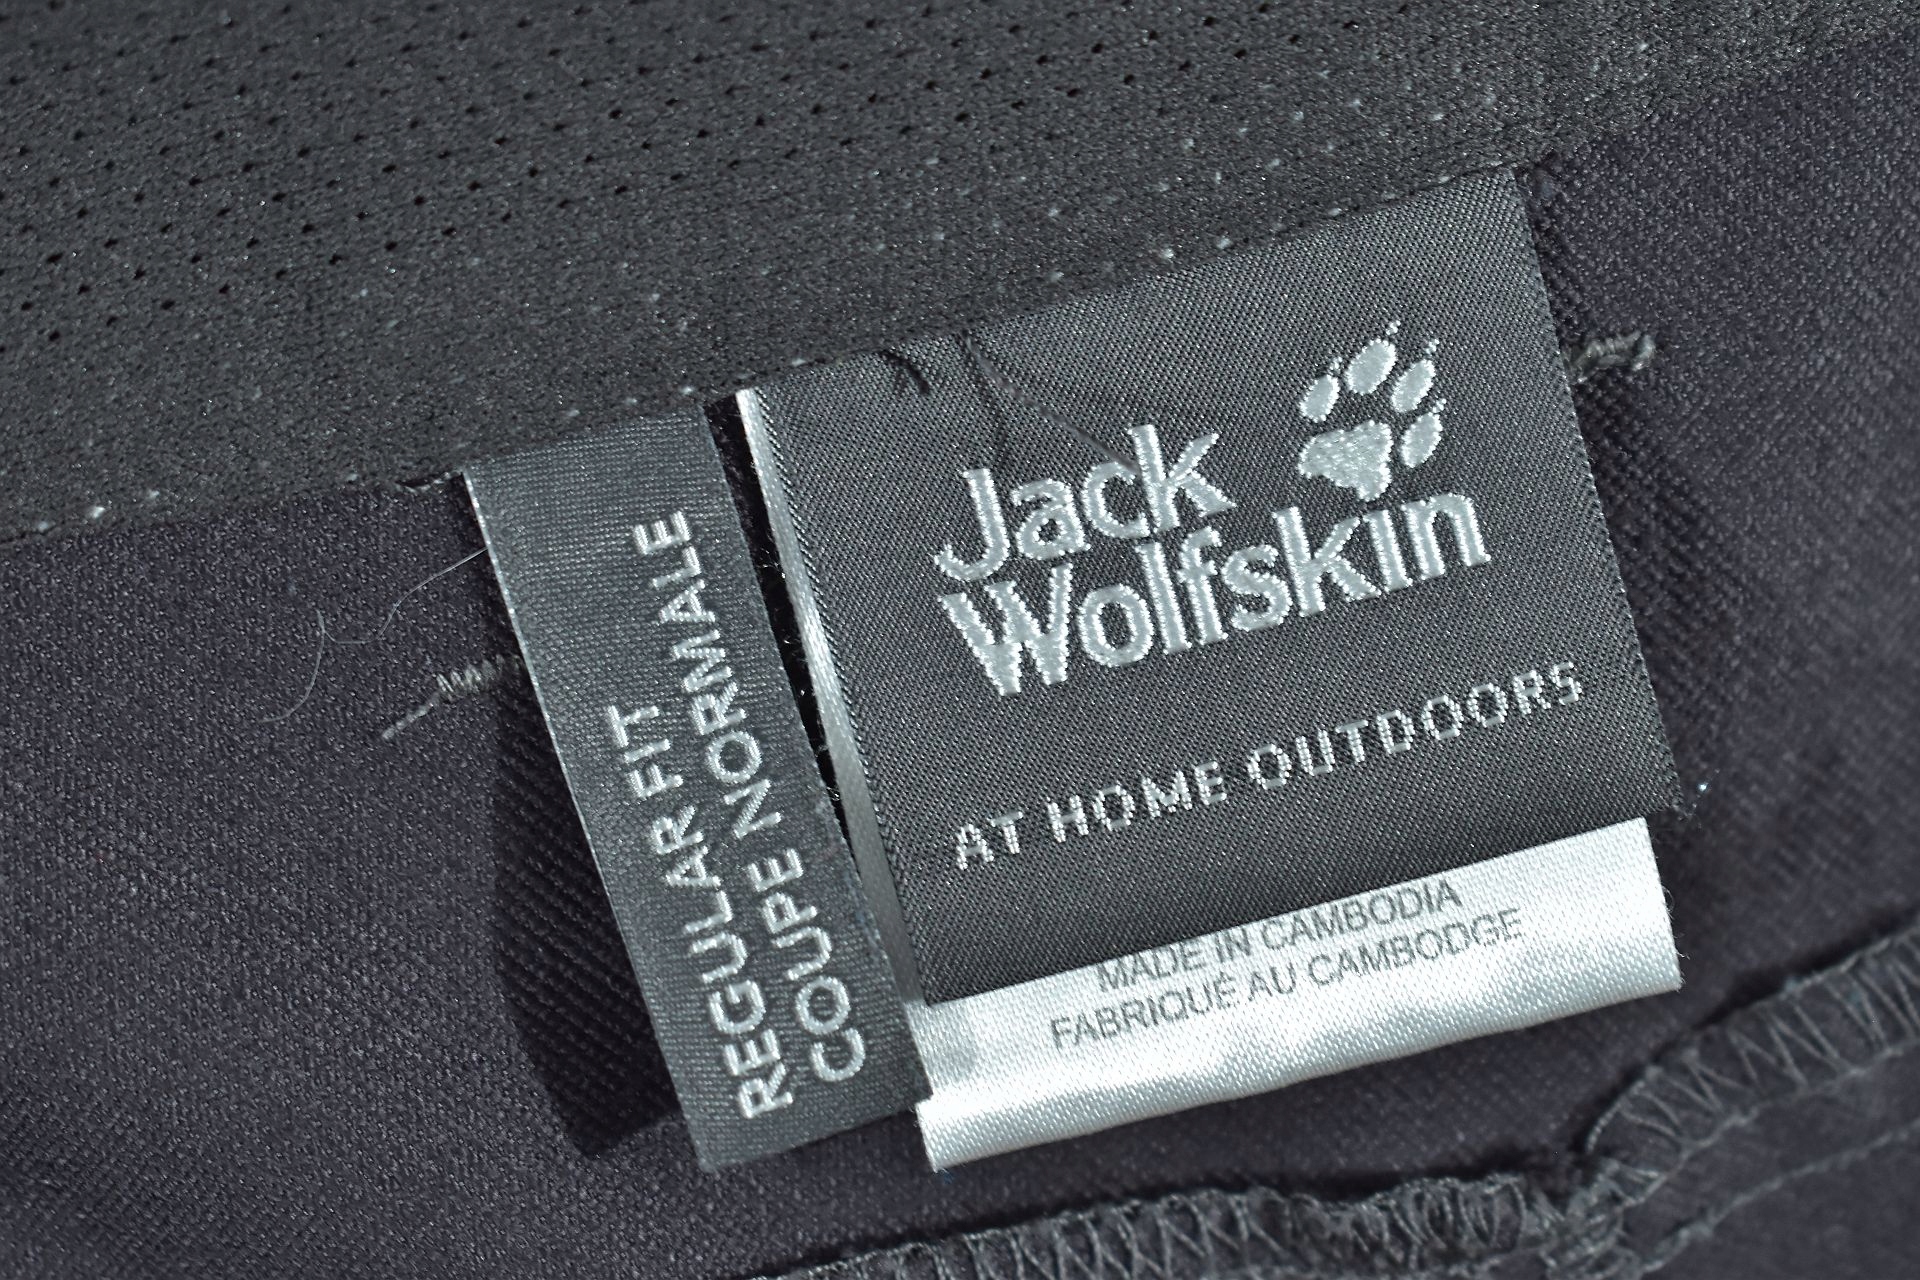 Jack
Wolfskin
AT HOME OUTDOORS
MADE IN CAMBODIA
FABRIQUÉ AU CAMBODGE
REGULAR FIT
COUPE NORMALE